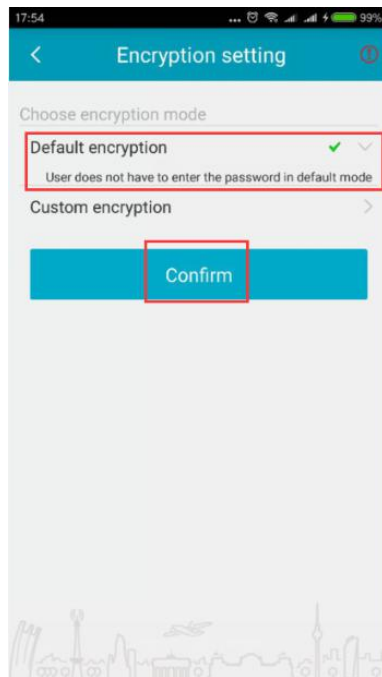 17:54
... 99%
Encryption setting
Choose encryption mode
Default encryption
User does not have to enter the password in default mode
Custom encryption
Confirm